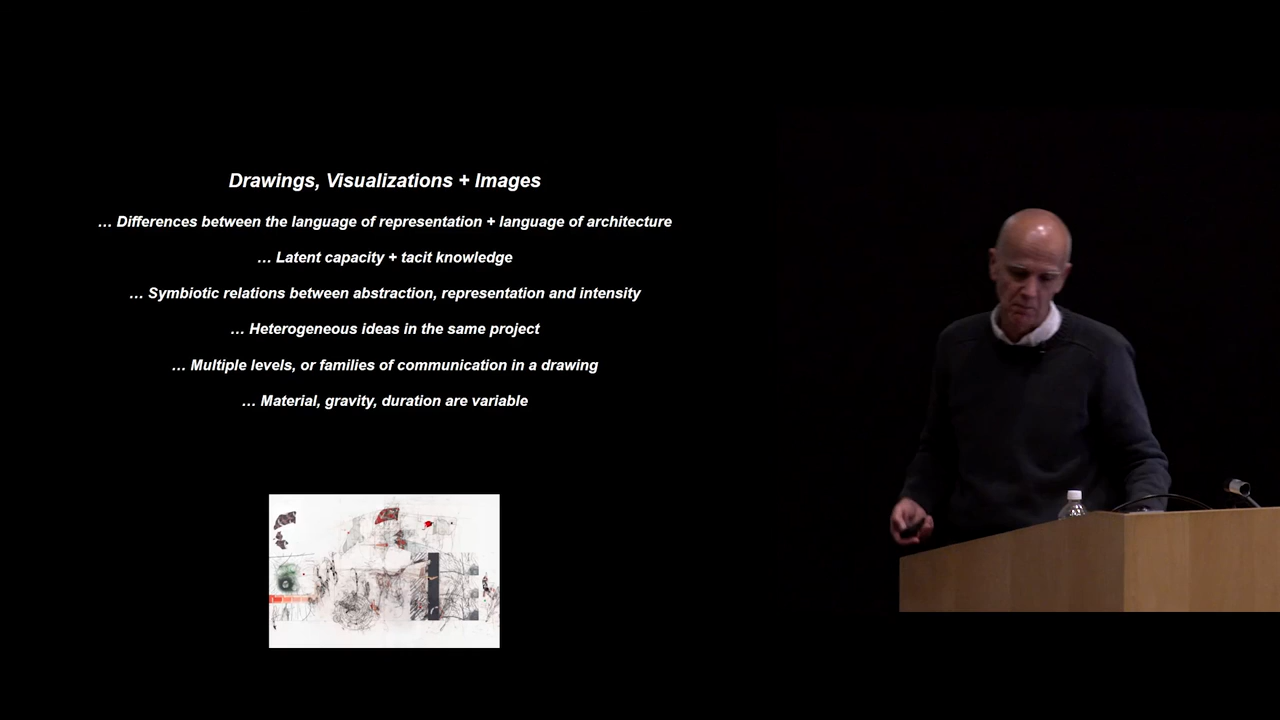 Drawings, Visualizations + Images
… Differences between the language of representation + language of architecture
… Latent capacity + tacit knowledge
… Symbiotic relations between abstraction, representation and intensity
… Heterogeneous ideas in the same project
… Multiple levels, or families of communication in a drawing
… Material, gravity, duration are variable